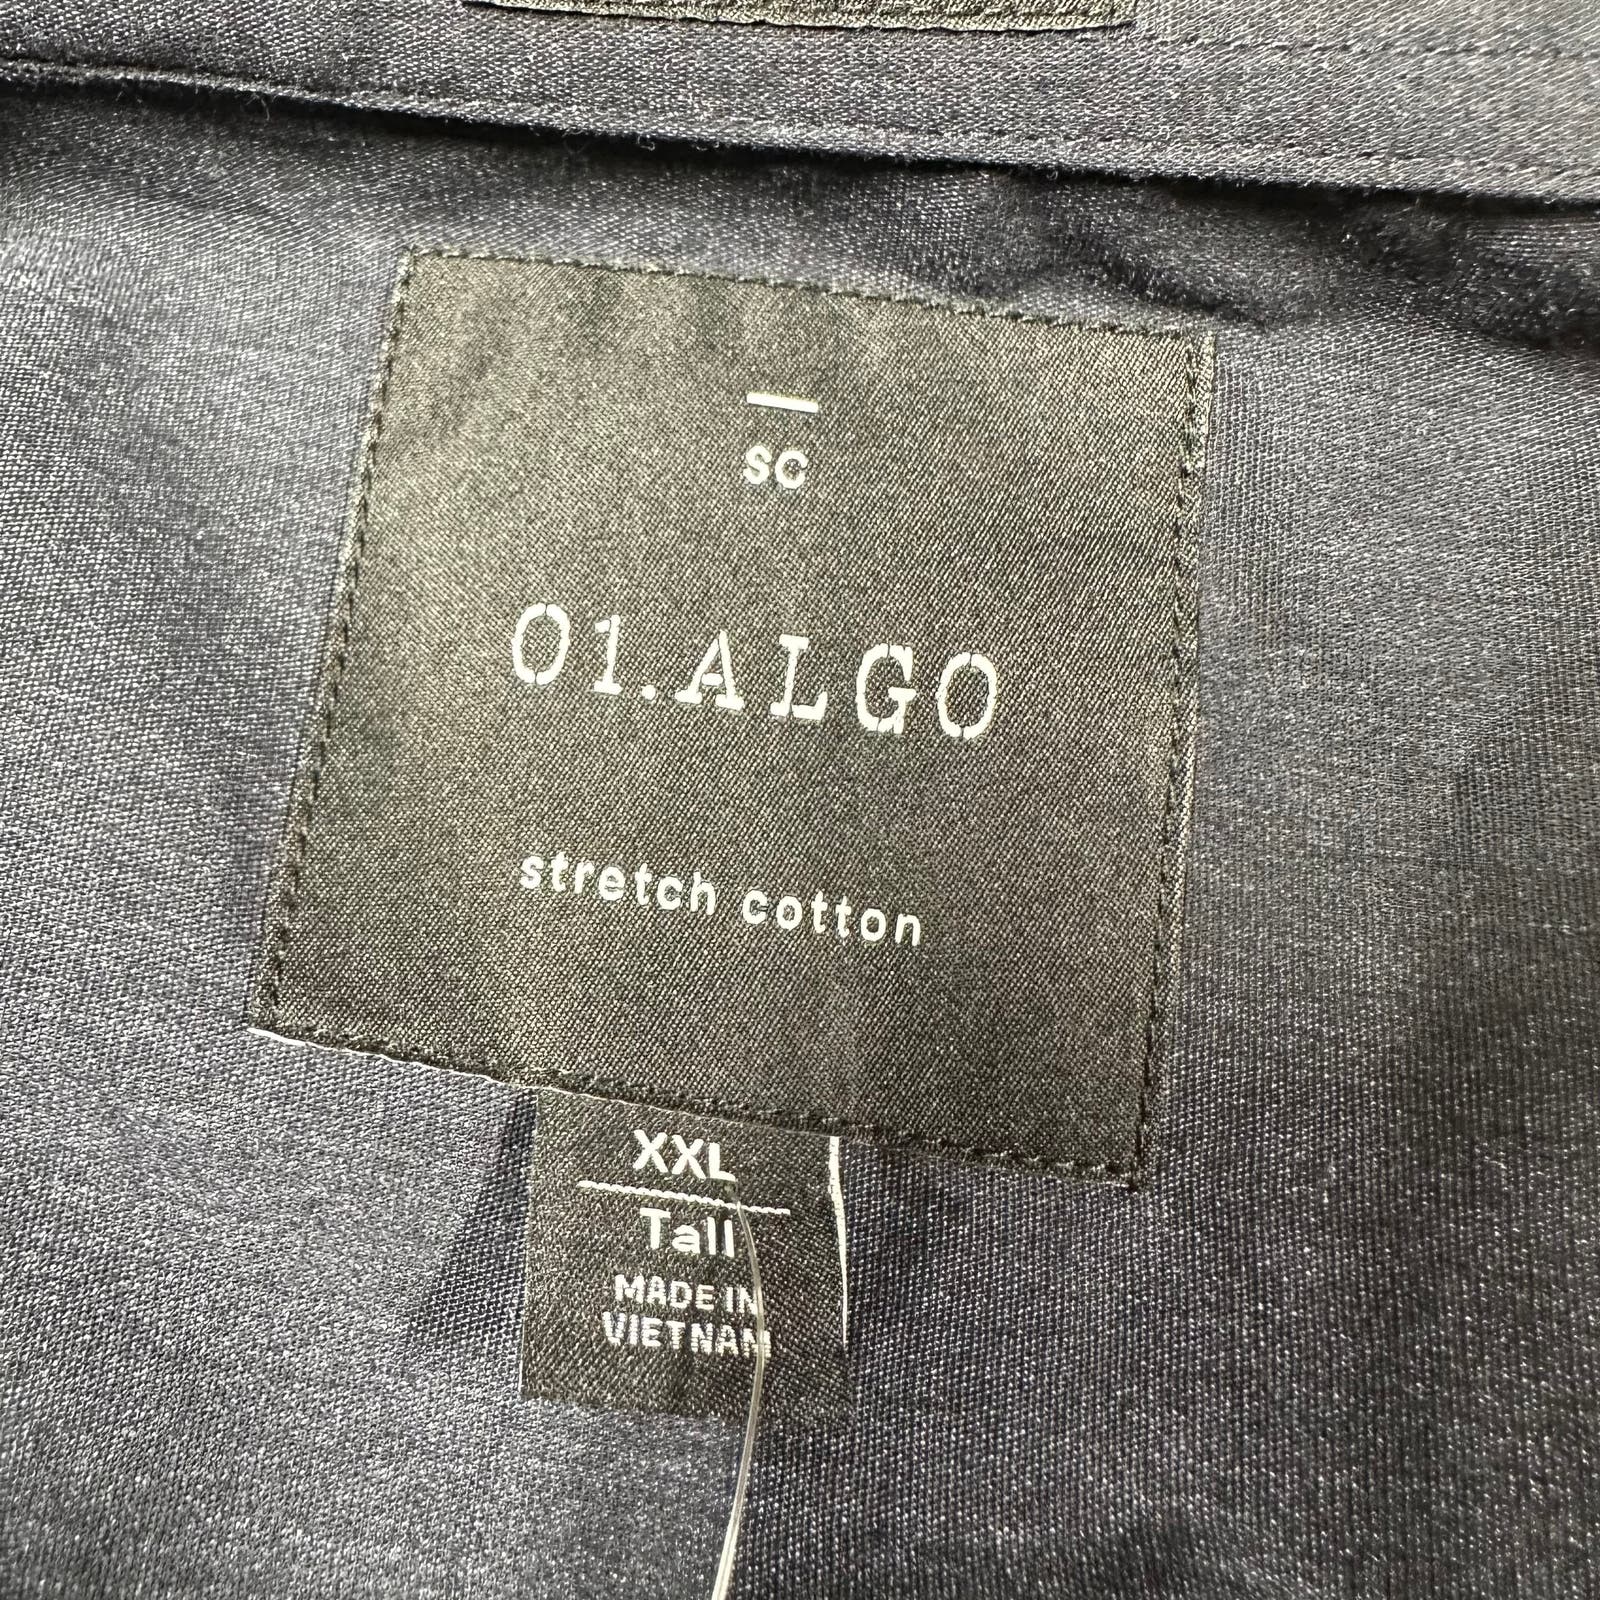 SC
01.ALGO
stretch cotton
XXL
Tall
MADE IN
VIETNAM